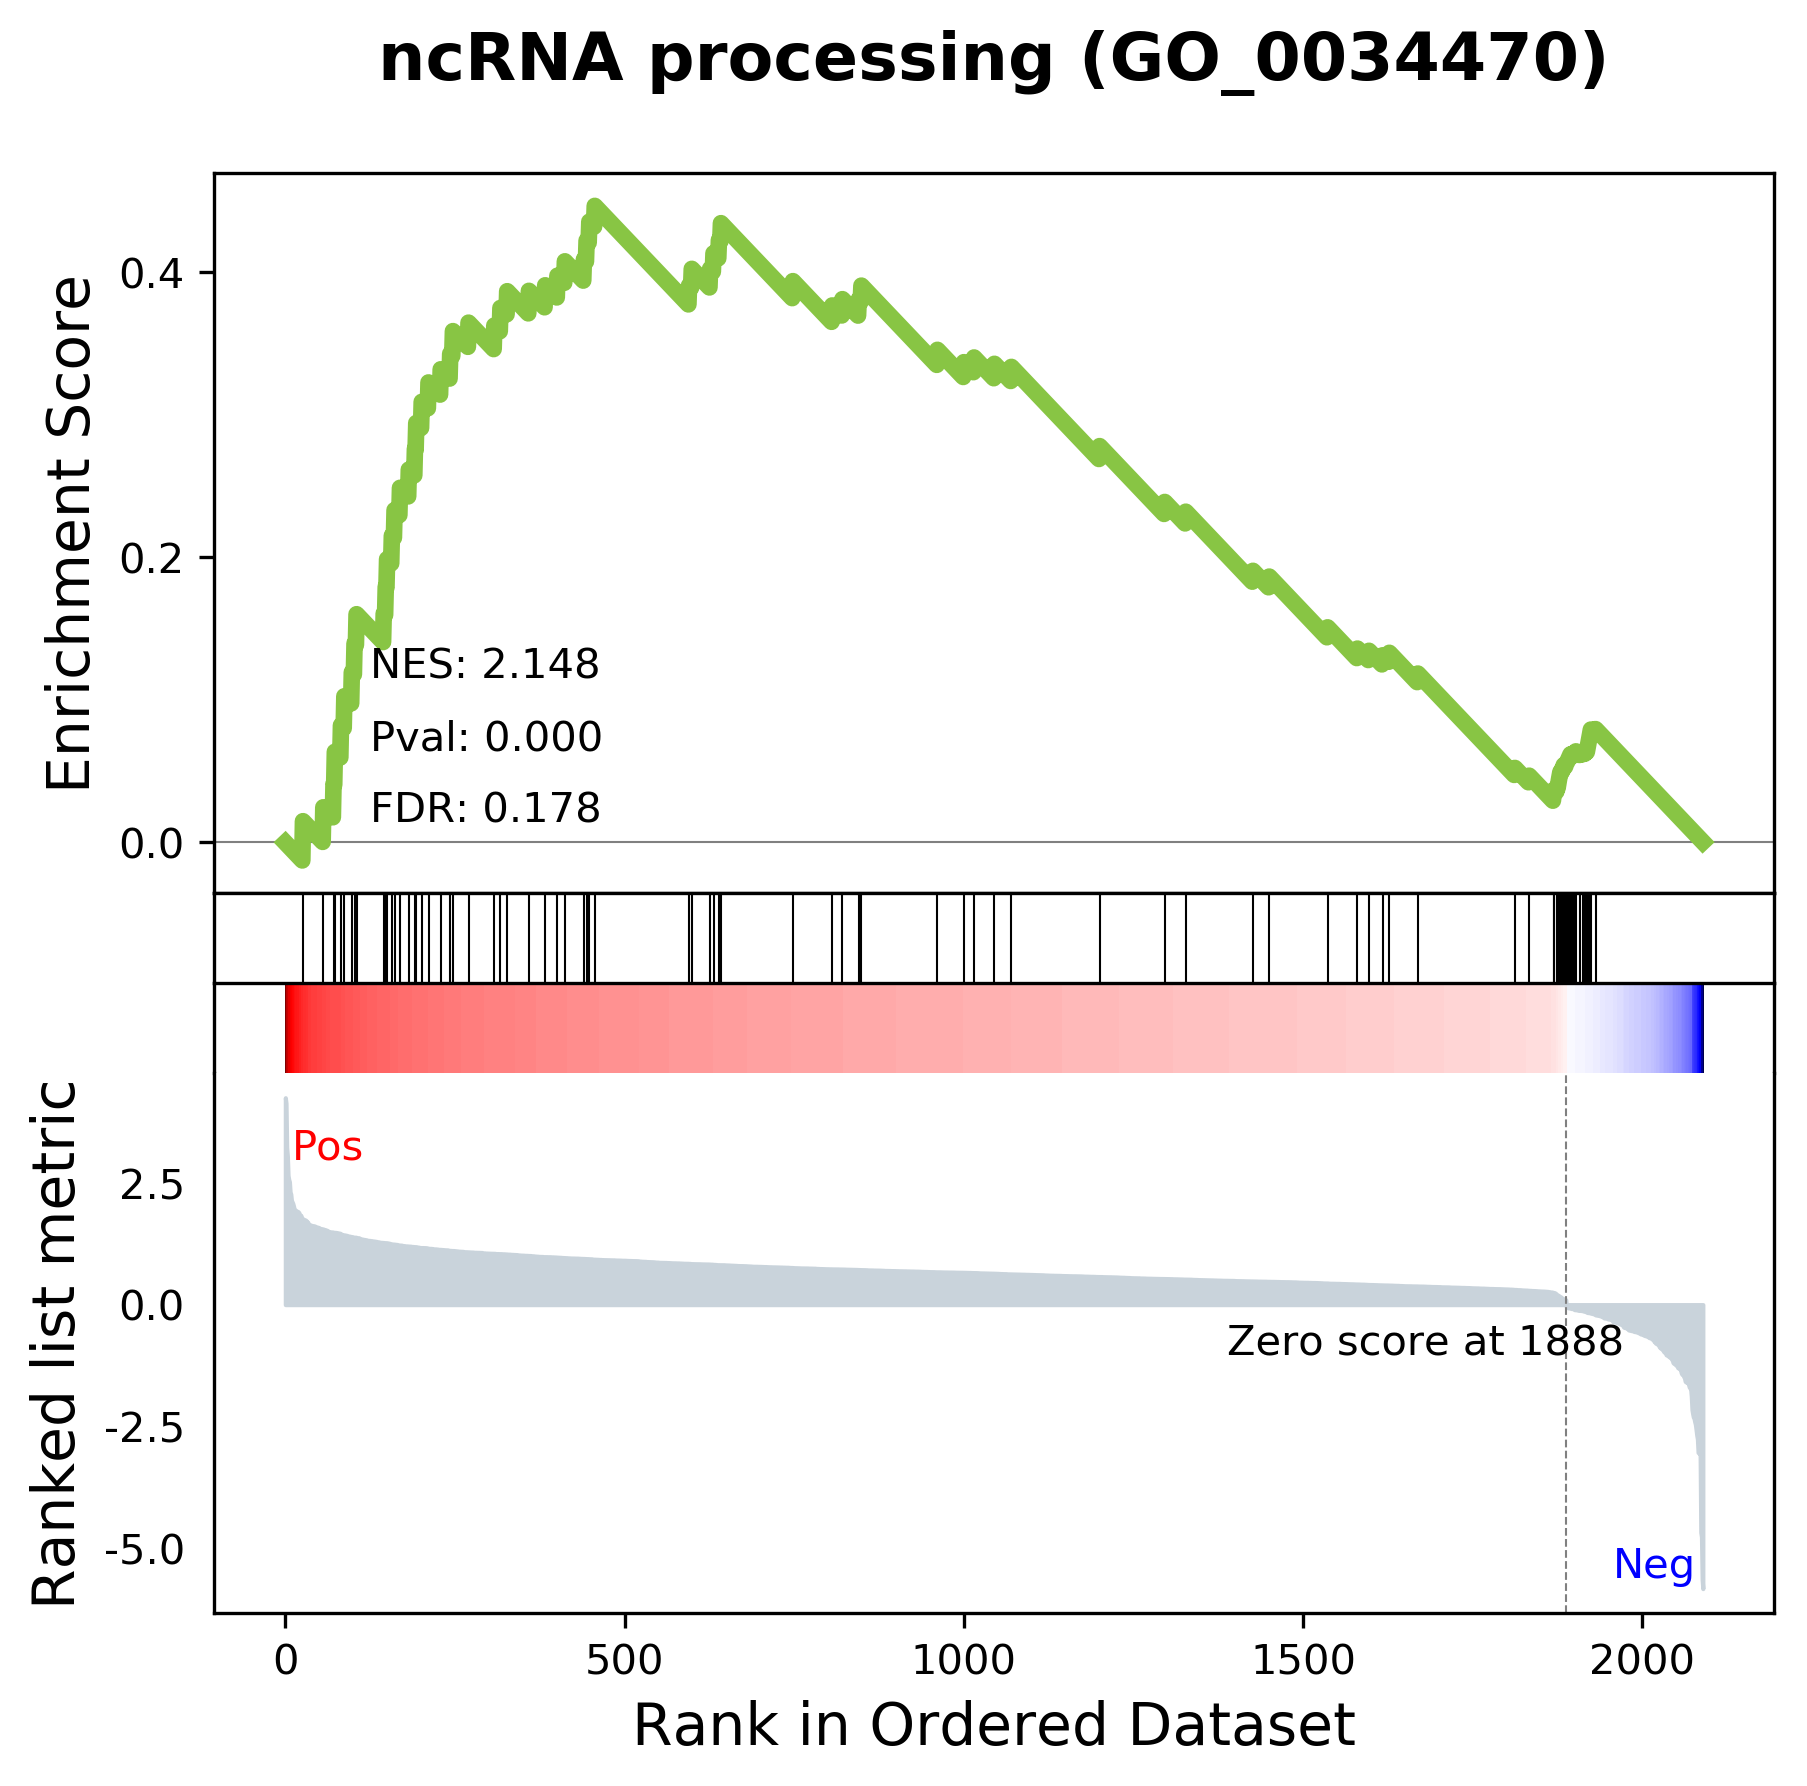 ncRNA processing (GO_0034470)
Enrichment Score
0.4
0.2
0.0
NES: 2.148
Pval: 0.000
FDR: 0.178
Ranked list metric
Pos
2.5
0.0
-2.5
-5.0
Zero score at 1888
Neg
0 500 1000 1500 2000
Rank in Ordered Dataset